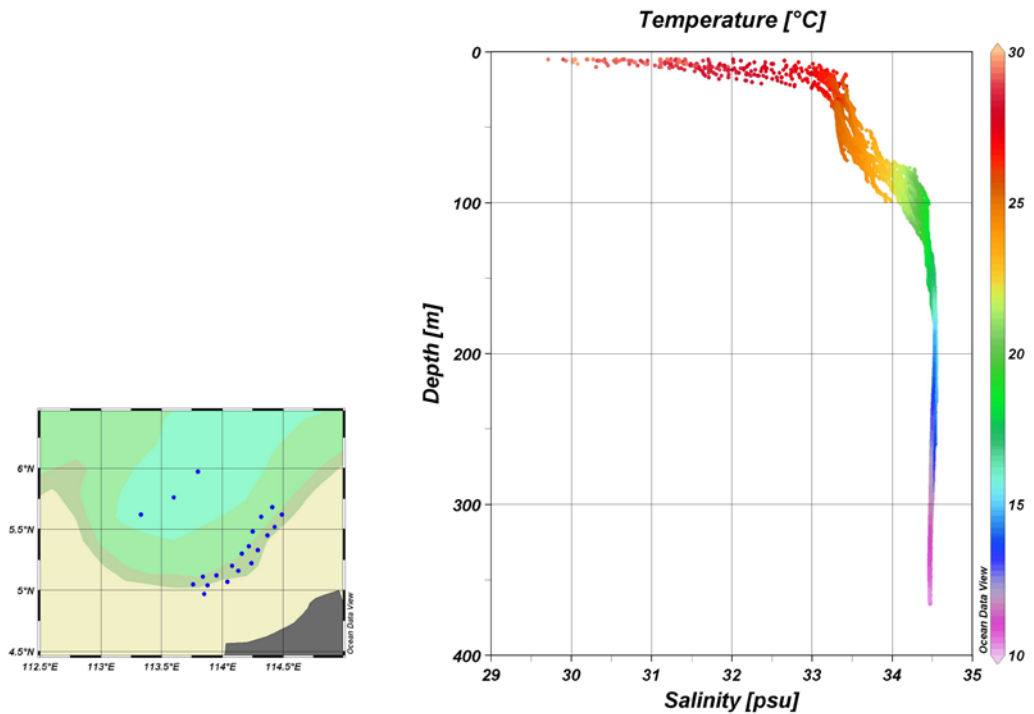 Temperature [°C]
0
100
200
300
400
Depth [m]
29
30
31
32
33
34
35
Salinity [psu]
30
25
20
15
10
Ocean Data View
6°N
5.5°N
5°N
4.5°N
112.5°E
113°E
113.5°E
114°E
114.5°E
Ocean Data View